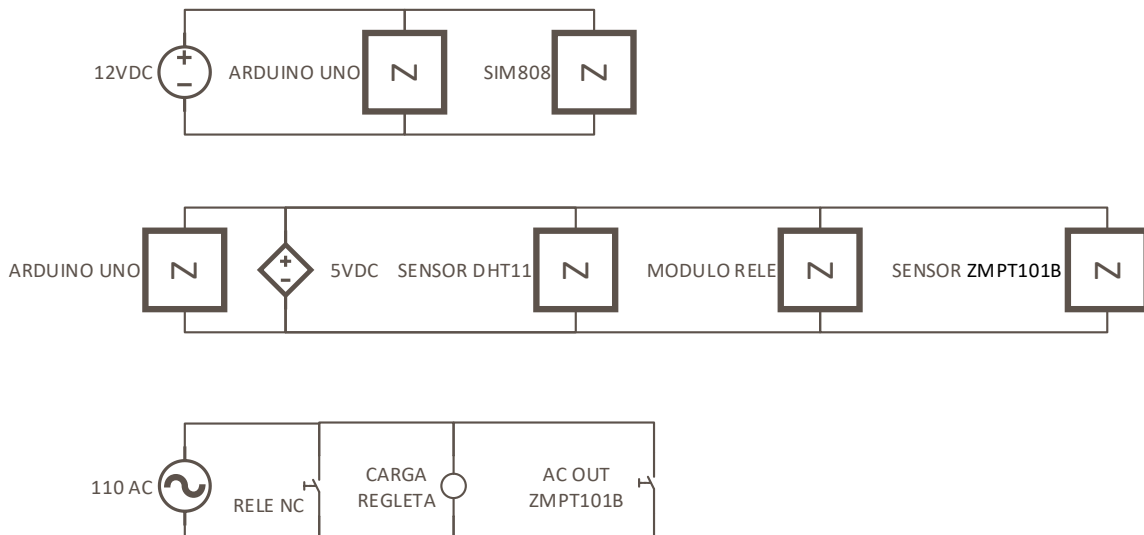 12VDC
ARDUINO UNO
Z
SIM808
Z
ARDUINO UNO
Z
5VDC
SENSOR DHT11
Z
MODULO RELE
Z
SENSOR ZMPT101B
Z
110 AC
RELE NC
CARGA
REGLETA
AC OUT
ZMPT101B